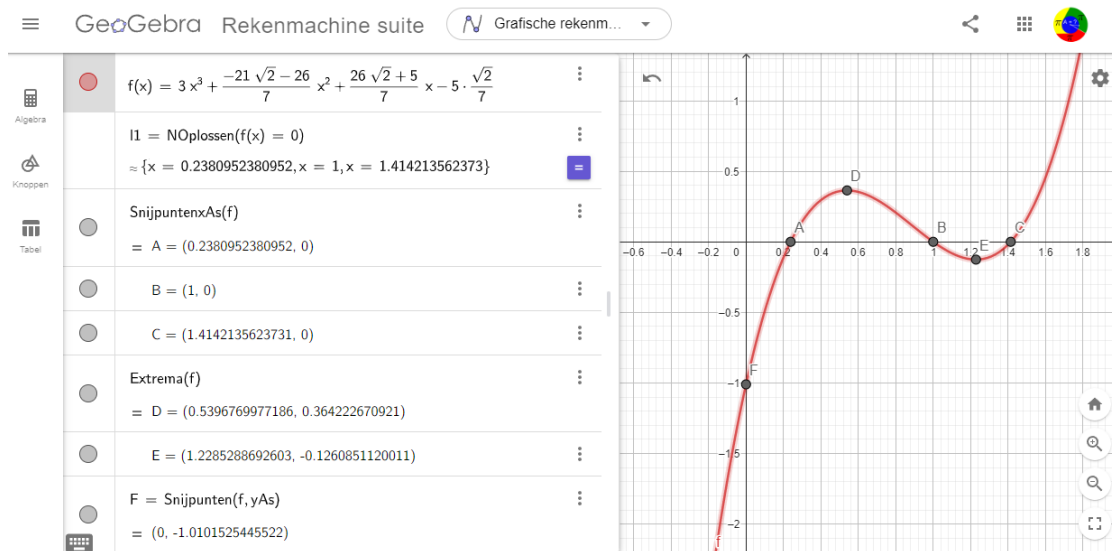 GeoGebra Rekenmachine suite Grafische rekenm...
Algebra
Knoppen
Tabel
f(x) = 3 x³ + (−21 √2 − 26)/7 x² + (26 √2 + 5)/7 x − 5 · √2/7
l1 = NOplossen(f(x) = 0)
≈ {x = 0.2380952380952, x = 1, x = 1.414213562373}
=
SnijpuntenxAs(f)
= A = (0.2380952380952, 0)
B = (1, 0)
C = (1.4142135623731, 0)
Extrema(f)
= D = (0.5396769977186, 0.364222670921)
E = (1.2285288692603, -0.1260851120011)
F = Snijpunten(f, yAs)
= (0, -1.0101525445522)
1
0.5
D
A
B
E
C
−0.6 −0.4 −0.2 0 0.2 0.4 0.6 0.8 1 1.2 1.4 1.6 1.8
−0.5
F
−1
−1.5
−2
f